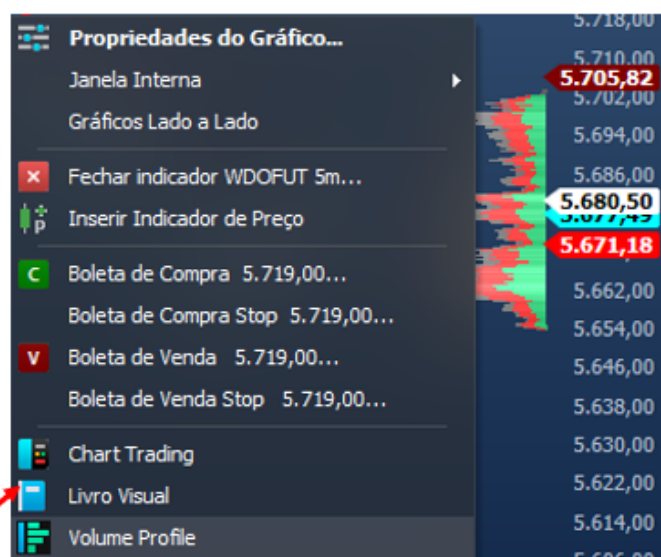 Propriedades do Gráfico...
Janela Interna
Gráficos Lado a Lado
Fechar indicador WDOFUT 5m...
Inserir Indicador de Preço
C Boleta de Compra 5.719,00...
Boleta de Compra Stop 5.719,00...
V Boleta de Venda 5.719,00...
Boleta de Venda Stop 5.719,00...
Chart Trading
Livro Visual
Volume Profile
5.718,00
5.710,00
5.705,82
5.702,00
5.694,00
5.686,00
5.680,50
5.677,49
5.671,18
5.662,00
5.654,00
5.646,00
5.638,00
5.630,00
5.622,00
5.614,00